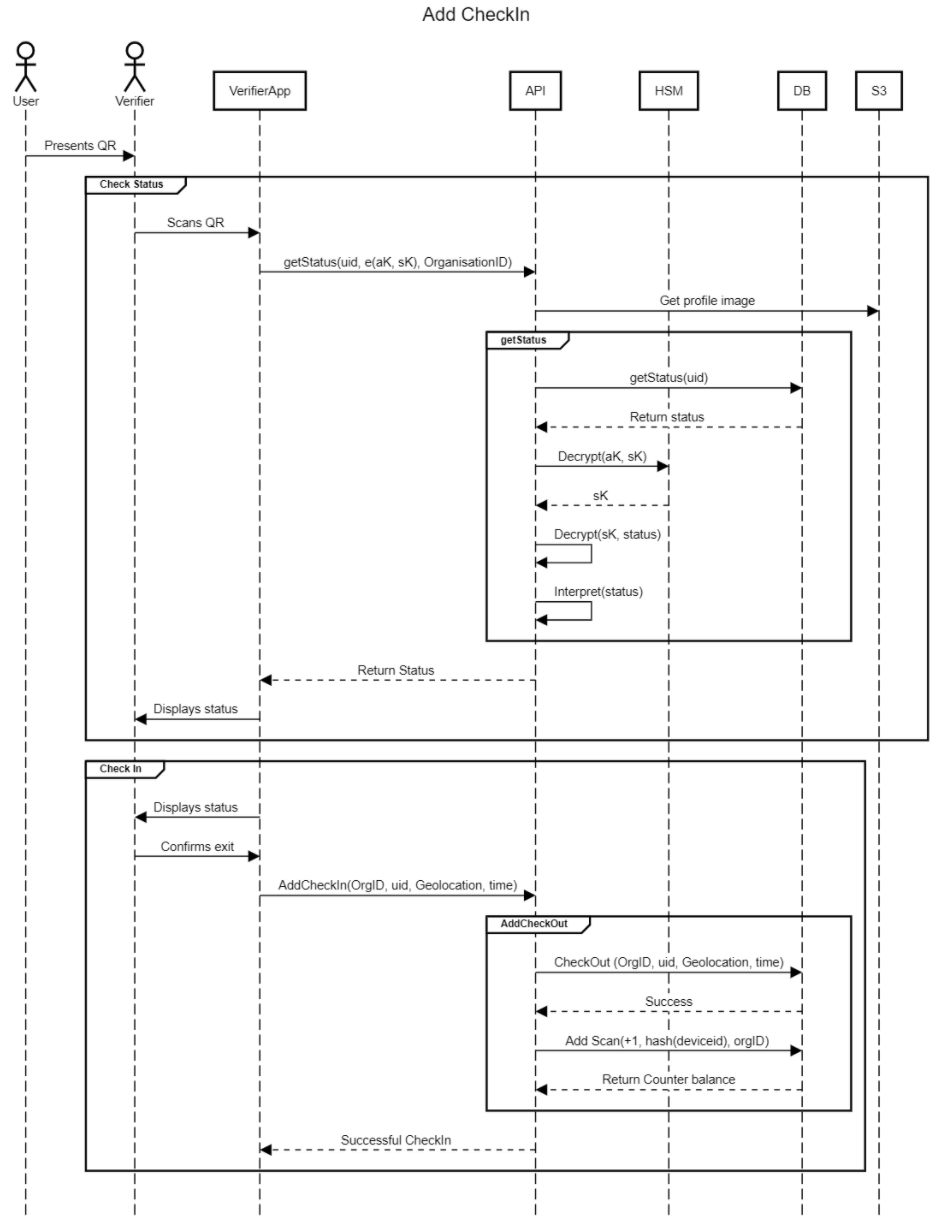 Add CheckIn
User
Verifier
VerifierApp
API
HSM
DB
S3
Presents QR
Check Status
Scans QR
getStatus(uid, e(aK, sK), OrganisationID)
Get profile image
getStatus
getStatus(uid)
Return status
Decrypt(aK, sK)
sK
Decrypt(sK, status)
Interpret(status)
Return Status
Displays status
Check In
Displays status
Confirms exit
AddCheckIn(OrgID, uid, Geolocation, time)
AddCheckOut
CheckOut (OrgID, uid, Geolocation, time)
Success
Add Scan(+1, hash(deviceid), orgID)
Return Counter balance
Successful CheckIn